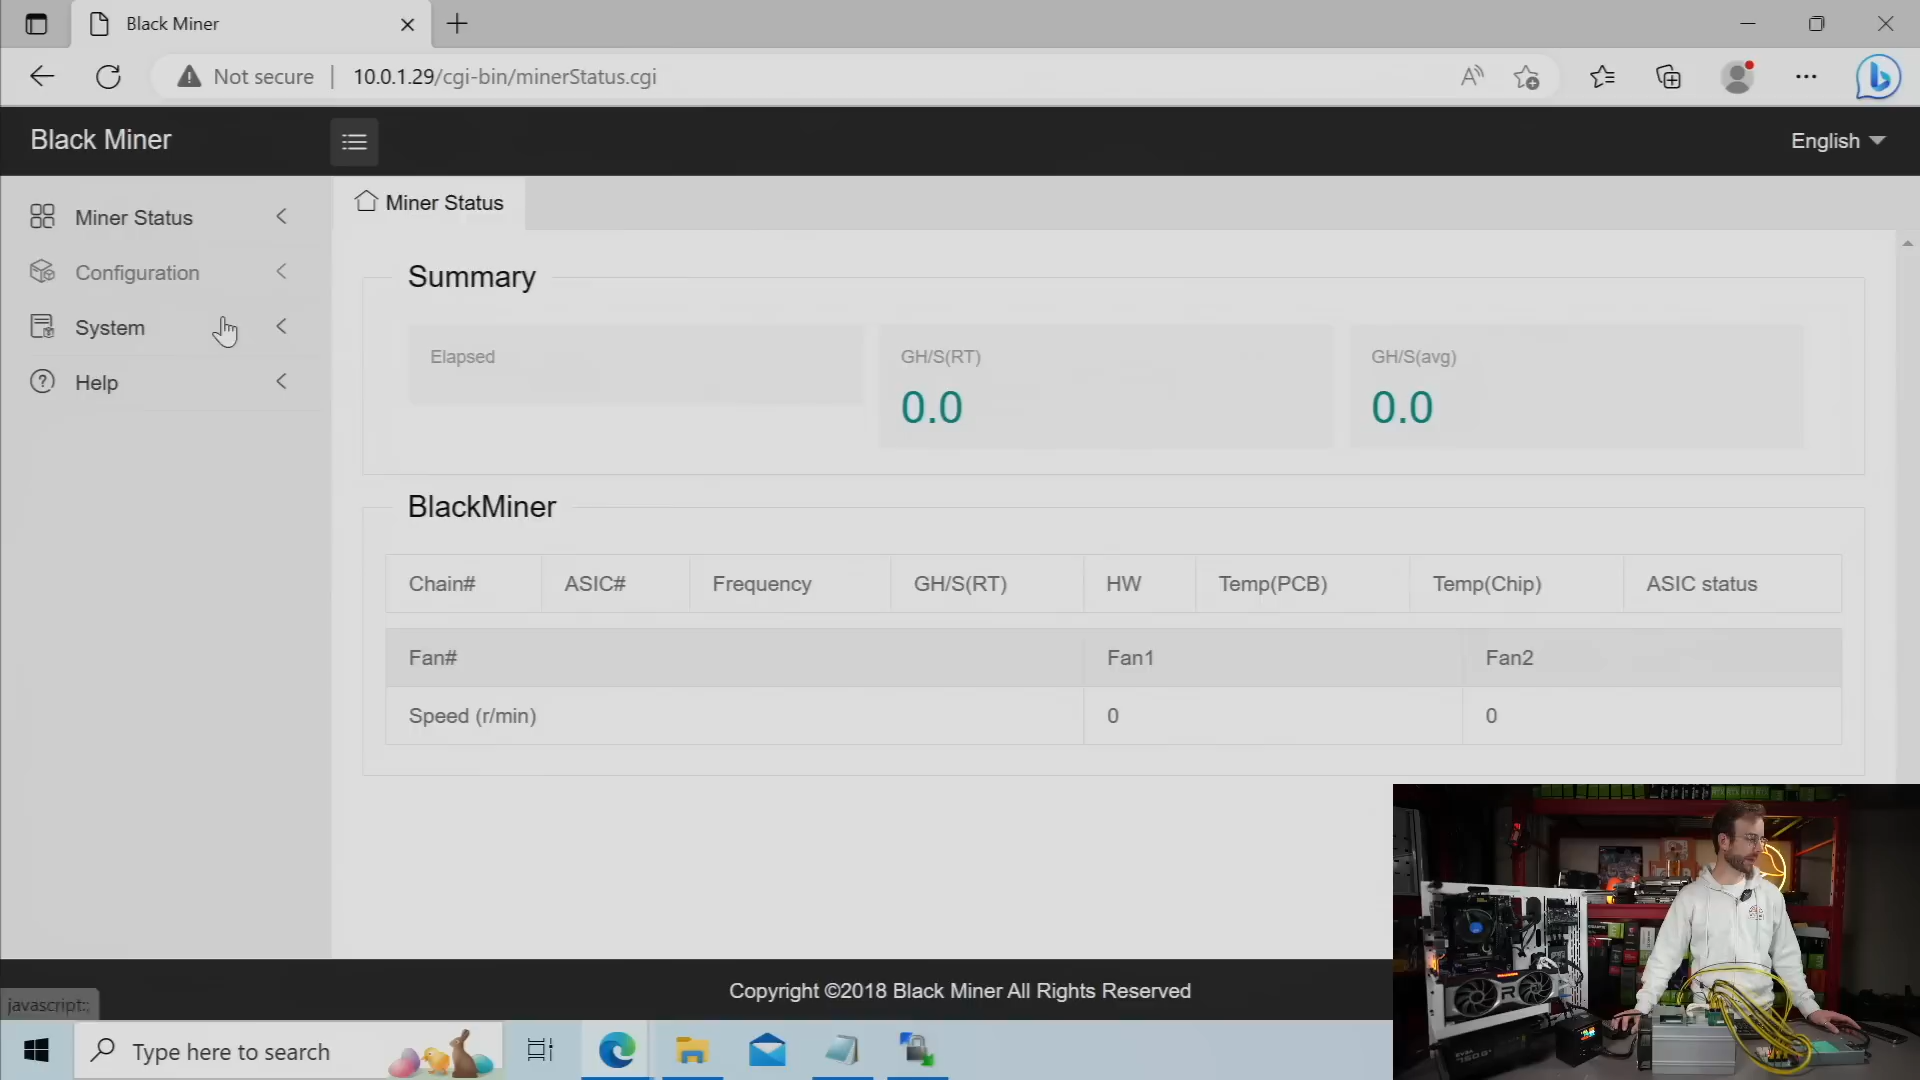 Black Miner
Not secure
10.0.1.29/cgi-bin/minerStatus.cgi
Black Miner
English
Miner Status
Configuration
System
Help
Miner Status
Summary
Elapsed
GH/S(RT)
GH/S(avg)
0.0
0.0
BlackMiner
Chain# ASIC# Frequency GH/S(RT) HW Temp(PCB) Temp(Chip) ASIC status
Fan# Fan1 Fan2
Speed (r/min) 0 0
Copyright ©2018 Black Miner All Rights Reserved
javascript:;
Type here to search